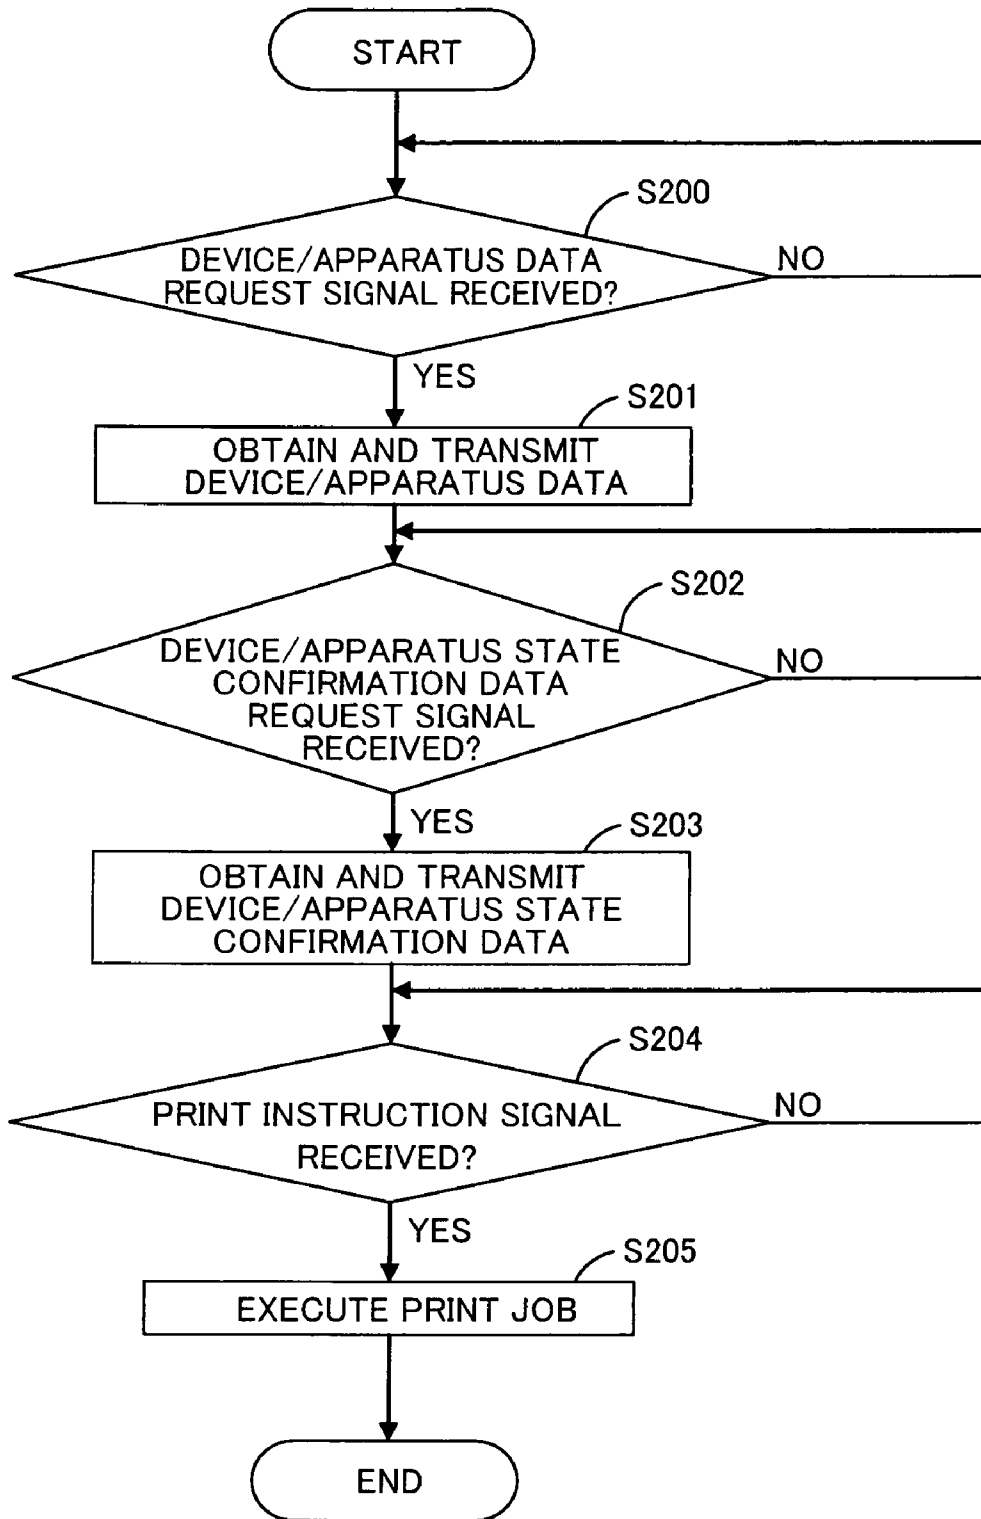 START
S200
DEVICE/APPARATUS DATA
REQUEST SIGNAL RECEIVED?
NO
YES
S201
OBTAIN AND TRANSMIT
DEVICE/APPARATUS DATA
S202
DEVICE/APPARATUS STATE
CONFIRMATION DATA
REQUEST SIGNAL
RECEIVED?
NO
YES
S203
OBTAIN AND TRANSMIT
DEVICE/APPARATUS STATE
CONFIRMATION DATA
S204
PRINT INSTRUCTION SIGNAL
RECEIVED?
NO
YES
S205
EXECUTE PRINT JOB
END